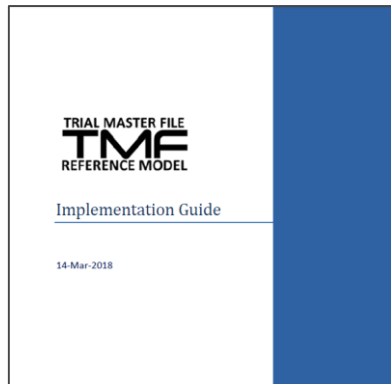 TRIAL MASTER FILE
TMF
REFERENCE MODEL
Implementation Guide
14-Mar-2018